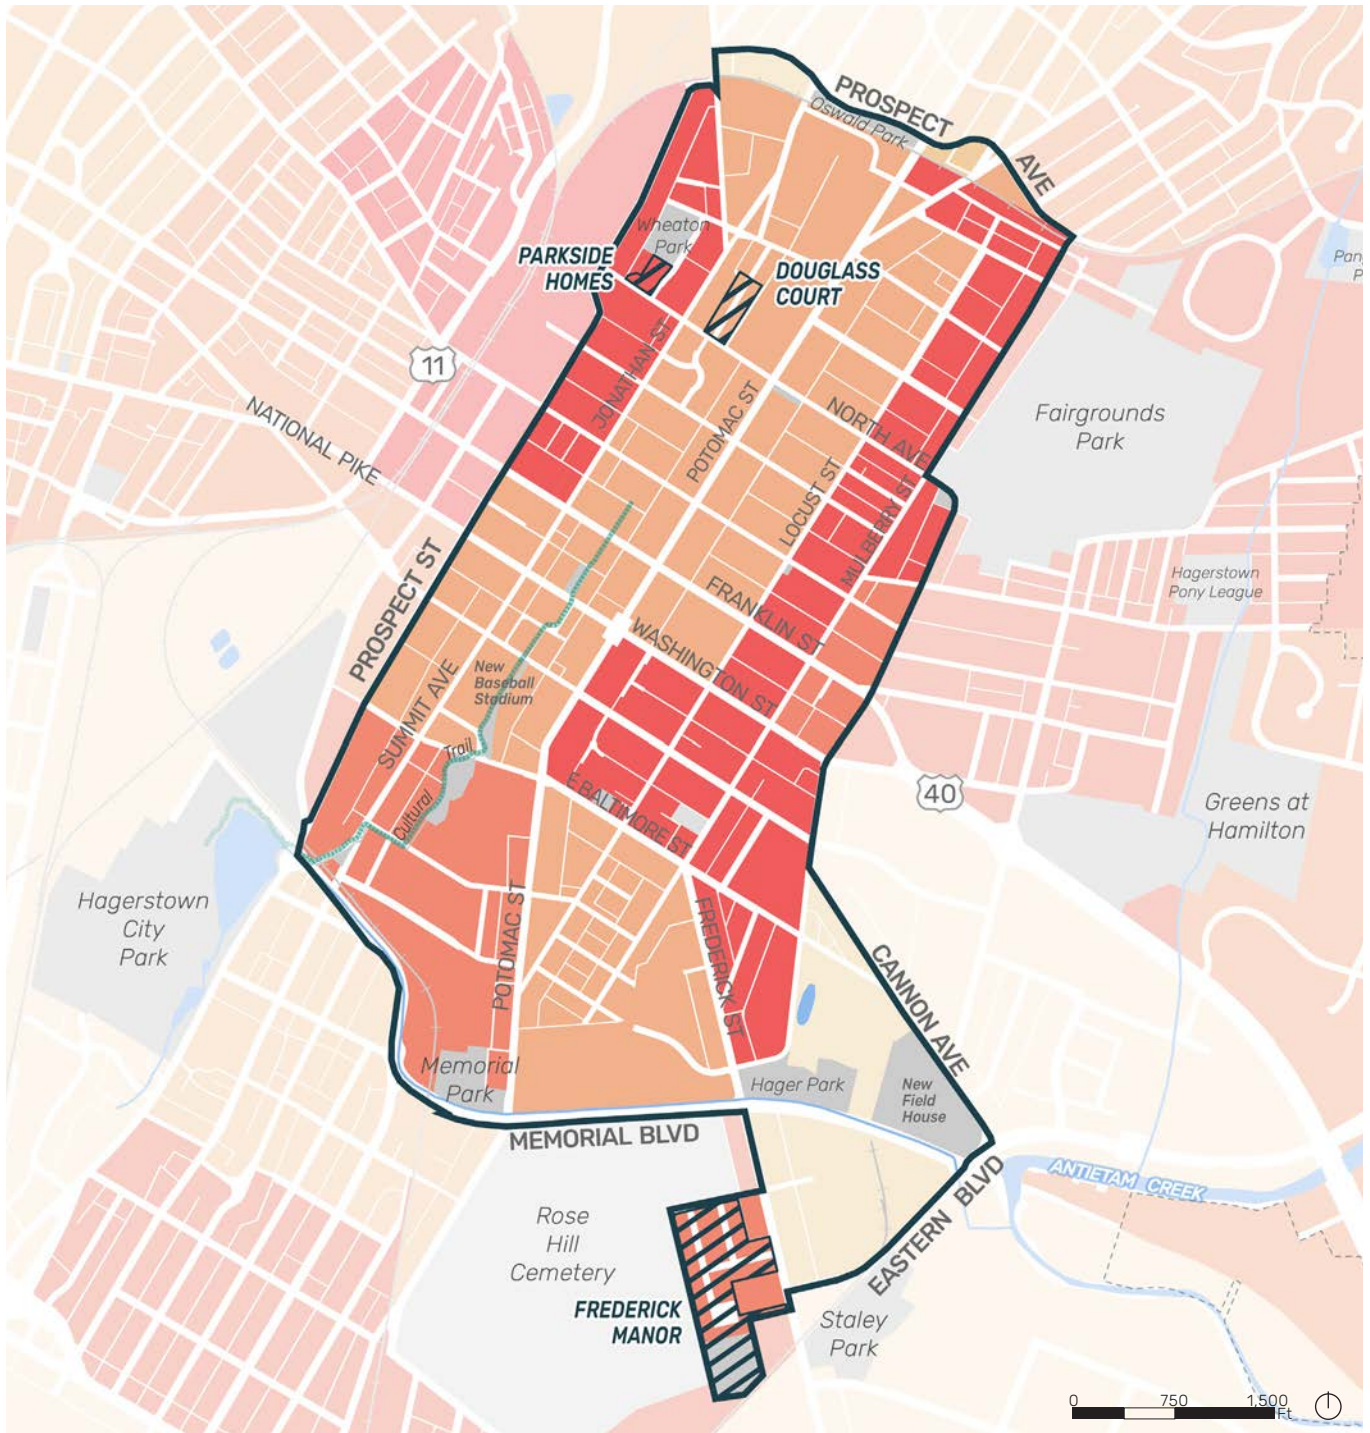 PROSPECT
AVE
Oswald Park
Wheaton
Park
PARKSIDE
HOMES
DOUGLASS
COURT
11
JONATHAN ST
NATIONAL PIKE
POTOMAC ST
NORTH AVE
Fairgrounds
Park
LOCUST ST
MULBERRY ST
Hagerstown
Pony League
PROSPECT ST
FRANKLIN ST
WASHINGTON ST
New
Baseball
Stadium
SUMMIT AVE
Trail
Cultural
E BALTIMORE ST
40
Greens at
Hamilton
Hagerstown
City
Park
POTOMAC ST
FREDERICK ST
CANNON AVE
Memorial
Park
Hager Park
New
Field
House
MEMORIAL BLVD
EASTERN BLVD
ANTIETAM CREEK
Rose
Hill
Cemetery
FREDERICK
MANOR
Staley
Park
0 750 1,500
Ft